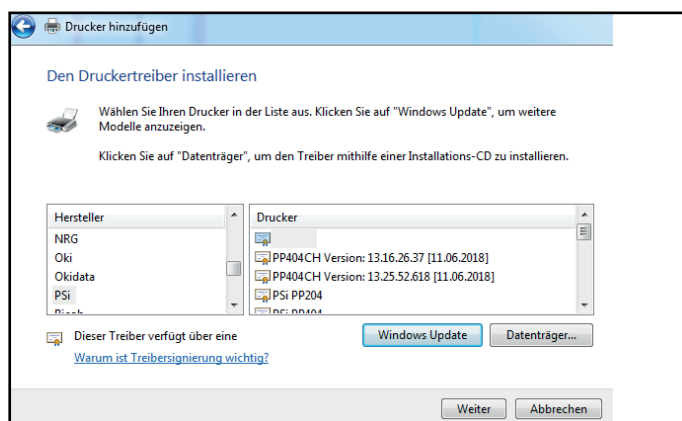 Drucker hinzufügen
Den Druckertreiber installieren
Wählen Sie Ihren Drucker in der Liste aus. Klicken Sie auf "Windows Update", um weitere
Modelle anzuzeigen.
Klicken Sie auf "Datenträger", um den Treiber mithilfe einer Installations-CD zu installieren.
Hersteller
NRG
Oki
Okidata
PSi
Drucker
PP404CH Version: 13.16.26.37 [11.06.2018]
PP404CH Version: 13.25.52.618 [11.06.2018]
PSi PP204
PSi PP404
Dieser Treiber verfügt über eine
Warum ist Treibersignierung wichtig?
Windows Update
Datenträger...
Weiter
Abbrechen